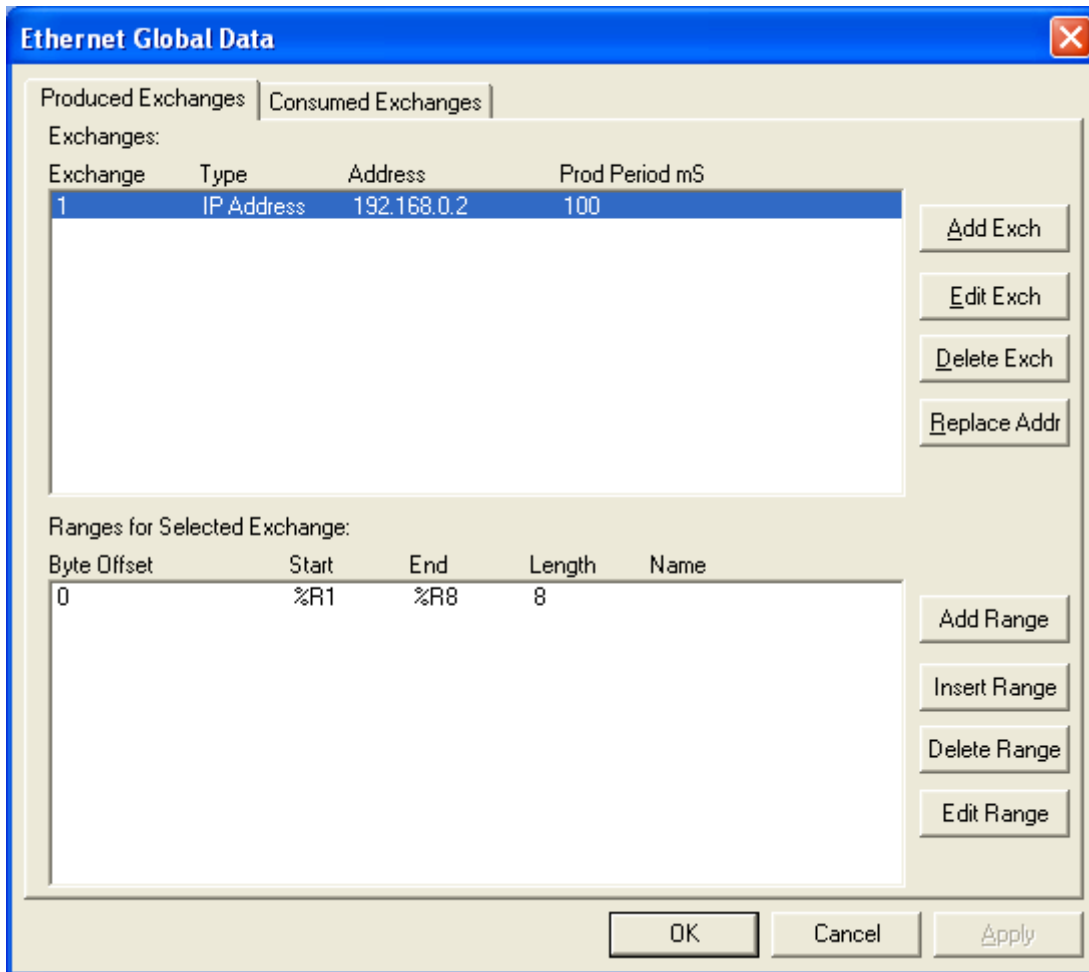 Ethernet Global Data
Produced Exchanges Consumed Exchanges
Exchanges:
Exchange Type Address Prod Period mS
1 IP Address 192.168.0.2 100
Add Exch
Edit Exch
Delete Exch
Replace Addr
Ranges for Selected Exchange:
Byte Offset Start End Length Name
0 %R1 %R8 8
Add Range
Insert Range
Delete Range
Edit Range
OK Cancel Apply